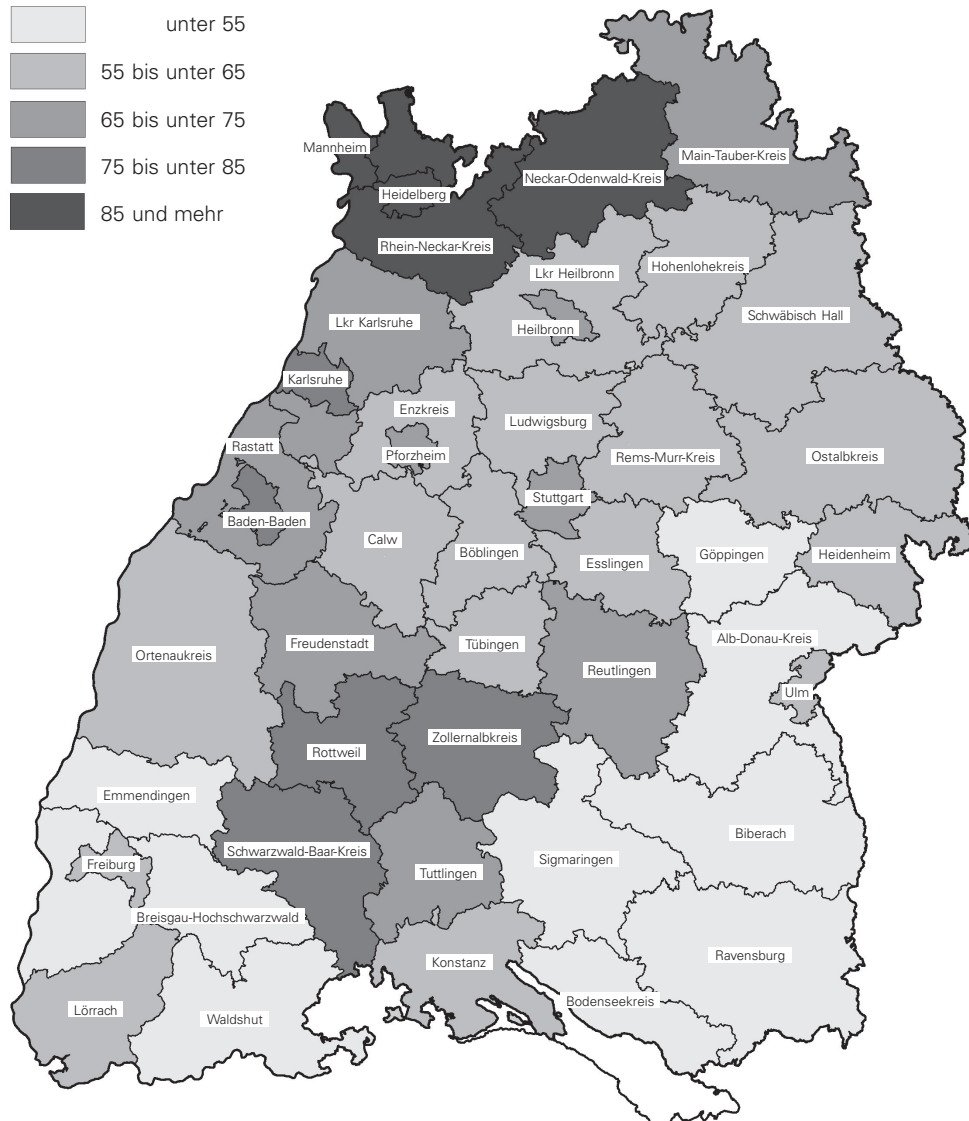 unter 55
55 bis unter 65
65 bis unter 75
75 bis unter 85
85 und mehr
Mannheim
Main-Tauber-Kreis
Neckar-Odenwald-Kreis
Heidelberg
Rhein-Neckar-Kreis
Hohenlohekreis
Lkr Heilbronn
Schwäbisch Hall
Lkr Karlsruhe
Heilbronn
Karlsruhe
Enzkreis
Ludwigsburg
Rastatt
Pforzheim
Rems-Murr-Kreis
Ostalbkreis
Stuttgart
Baden-Baden
Calw
Böblingen
Esslingen
Göppingen
Heidenheim
Alb-Donau-Kreis
Freudenstadt
Tübingen
Ortenaukreis
Reutlingen
Ulm
Rottweil
Zollernalbkreis
Emmendingen
Biberach
Schwarzwald-Baar-Kreis
Freiburg
Sigmaringen
Tuttlingen
Breisgau-Hochschwarzwald
Ravensburg
Konstanz
Bodenseekreis
Lörrach
Waldshut